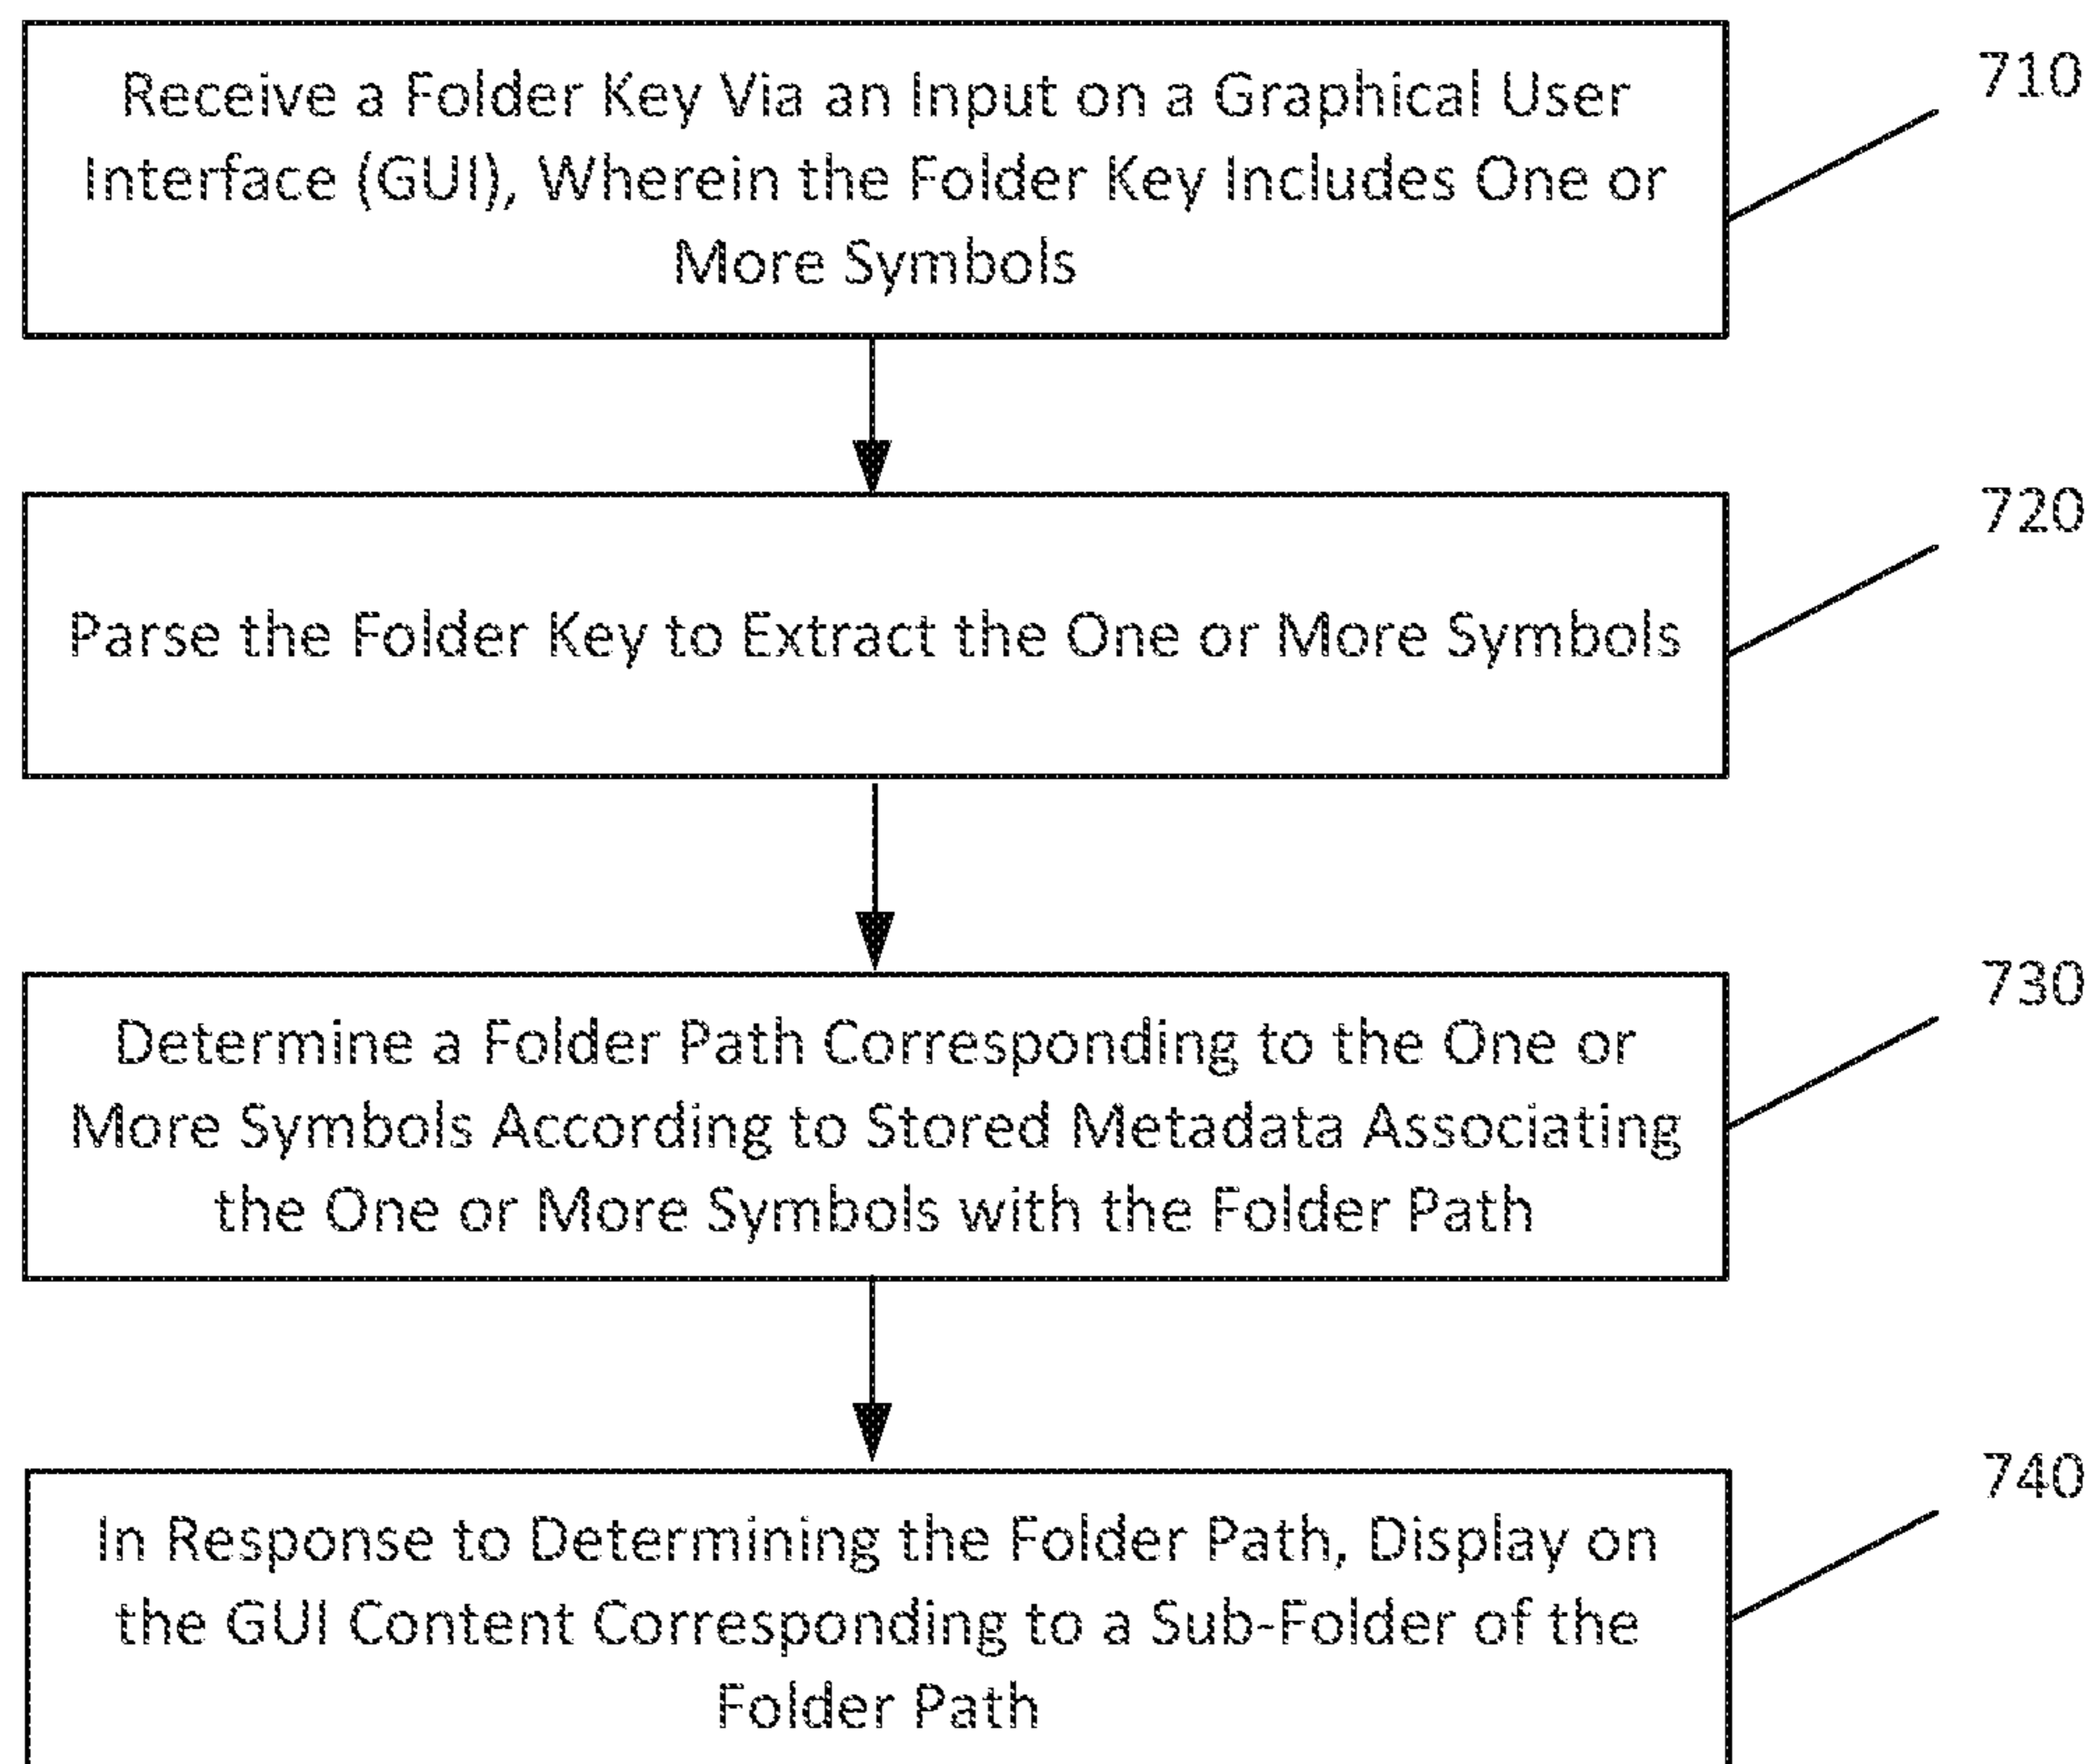 Receive a Folder Key Via an Input on a Graphical User
Interface (GUI), Wherein the Folder Key Includes One or
More Symbols
710
Parse the Folder Key to Extract the One or More Symbols
720
Determine a Folder Path Corresponding to the One or
More Symbols According to Stored Metadata Associating
the One or More Symbols with the Folder Path
730
In Response to Determining the Folder Path, Display on
the GUI Content Corresponding to a Sub-Folder of the
Folder Path
740